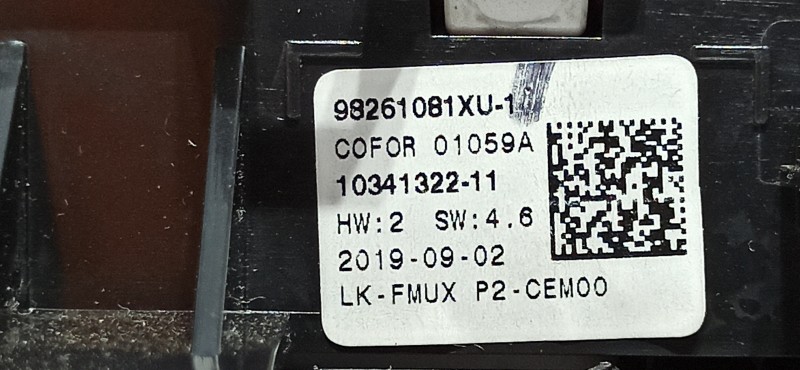 98261081XU-1
COFOR 01059A
10341322-11
HW:2 SW:4.6
2019-09-02
LK-FMUX P2-CEM00